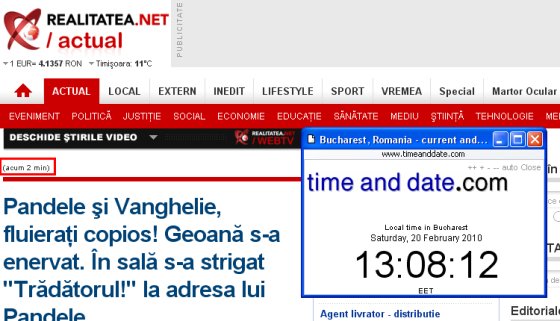 REALITATEA.NET
/ actual
PUBLICITATE
1 EUR= 4.1357 RON Timişoara: 11°C
ACTUAL LOCAL EXTERN INEDIT LIFESTYLE SPORT VREMEA Special Martor Ocular
EVENIMENT POLITICĂ JUSTIŢIE SOCIAL ECONOMIE EDUCAŢIE SĂNĂTATE MEDIU ŞTIINŢĂ TEHNOLOGIE
DESCHIDE ŞTIRILE VIDEO
REALITATEA.NET
/ WEBTV
(acum 2 min)
Pandele şi Vanghelie,
fluieraţi copios! Geoană s-a
enervat. În sală s-a strigat
"Trădătorul!" la adresa lui
Pandele
Bucharest, Romania - current and...
www.timeanddate.com
++ + - -- auto Close
time and date.com
Local time in Bucharest
Saturday, 20 February 2010
13:08:12
EET
Agent livrator - distributie
Editoriale